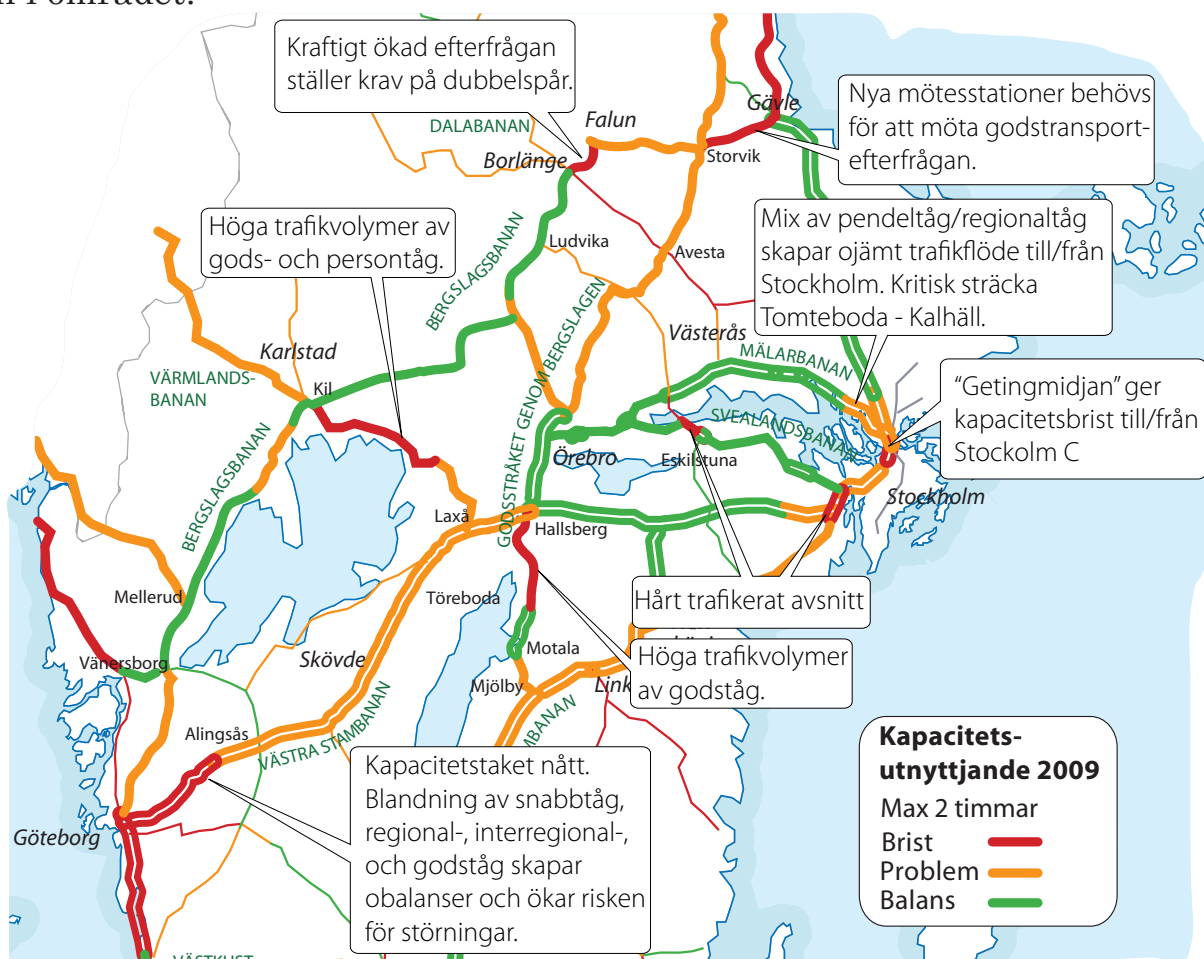 Kraftigt ökad efterfrågan
ställer krav på dubbelspår.
DALABANAN
Falun
Borlänge
Gävle
Storvik
Nya mötesstationer behövs
för att möta godstransport-
efterfrågan.
Höga trafikvolymer av
gods- och persontåg.
BERGSLAGSBANAN
Ludvika
Avesta
Mix av pendeltåg/regionaltåg
skapar ojämt trafikflöde till/från
Stockholm. Kritisk sträcka
Tomteboda - Kalhäll.
Västerås
MÄLARBANAN
Karlstad
VÄRMLANDS-
BANAN
Kil
GODSSTRÅKET GENOM BERGSLAGEN
SVEALANDSBANAN
"Getingmidjan" ger
kapacitetsbrist till/från
Stockolm C
BERGSLAGSBANAN
Örebro
Eskilstuna
Stockholm
Laxå
Hallsberg
Mellerud
Töreboda
Hårt trafikerat avsnitt
Vänersborg
Skövde
Motala
Mjölby
Link
Höga trafikvolymer
av godståg.
Alingsås
VÄSTRA STAMBANAN
MBANAN
Göteborg
Kapacitetstaket nått.
Blandning av snabbtåg,
regional-, interregional-,
och godståg skapar
obalanser och ökar risken
för störningar.
Kapacitets-
utnyttjande 2009
Max 2 timmar
Brist
Problem
Balans